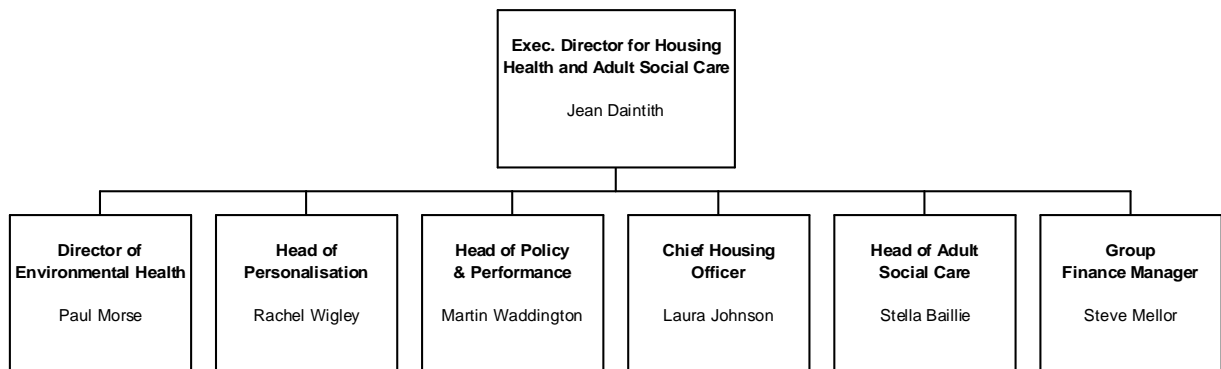 Exec. Director for Housing
Health and Adult Social Care
Jean Daintith
Director of
Environmental Health
Paul Morse
Head of
Personalisation
Rachel Wigley
Head of Policy
& Performance
Martin Waddington
Chief Housing
Officer
Laura Johnson
Head of Adult
Social Care
Stella Baillie
Group
Finance Manager
Steve Mellor